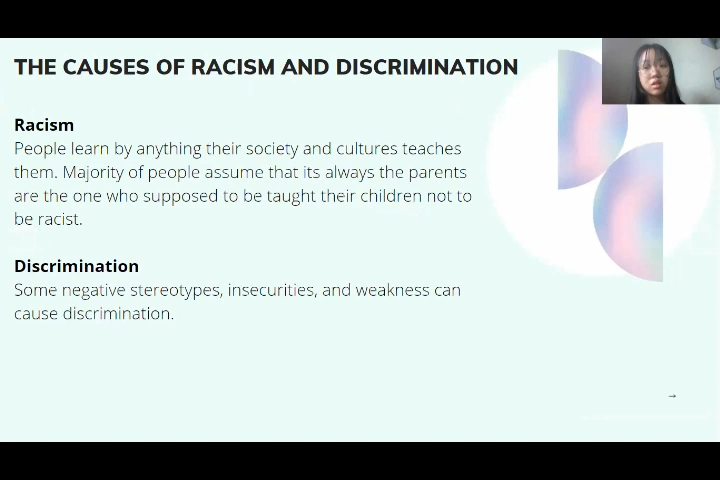 THE CAUSES OF RACISM AND DISCRIMINATION
Racism
People learn by anything their society and cultures teaches
them. Majority of people assume that its always the parents
are the one who supposed to be taught their children not to
be racist.
Discrimination
Some negative stereotypes, insecurities, and weakness can
cause discrimination.